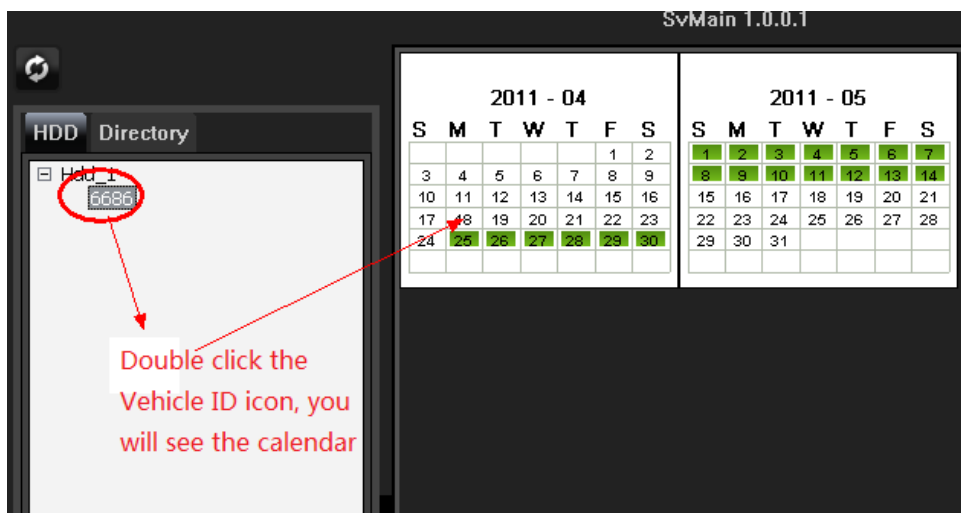 SvMain 1.0.0.1
HDD Directory
Hdd_1
6686
Double click the
Vehicle ID icon, you
will see the calendar
2011 - 04
S M T W T F S
1 2
3 4 5 6 7 8 9
10 11 12 13 14 15 16
17 18 19 20 21 22 23
24 25 26 27 28 29 30
2011 - 05
S M T W T F S
1 2 3 4 5 6 7
8 9 10 11 12 13 14
15 16 17 18 19 20 21
22 23 24 25 26 27 28
29 30 31